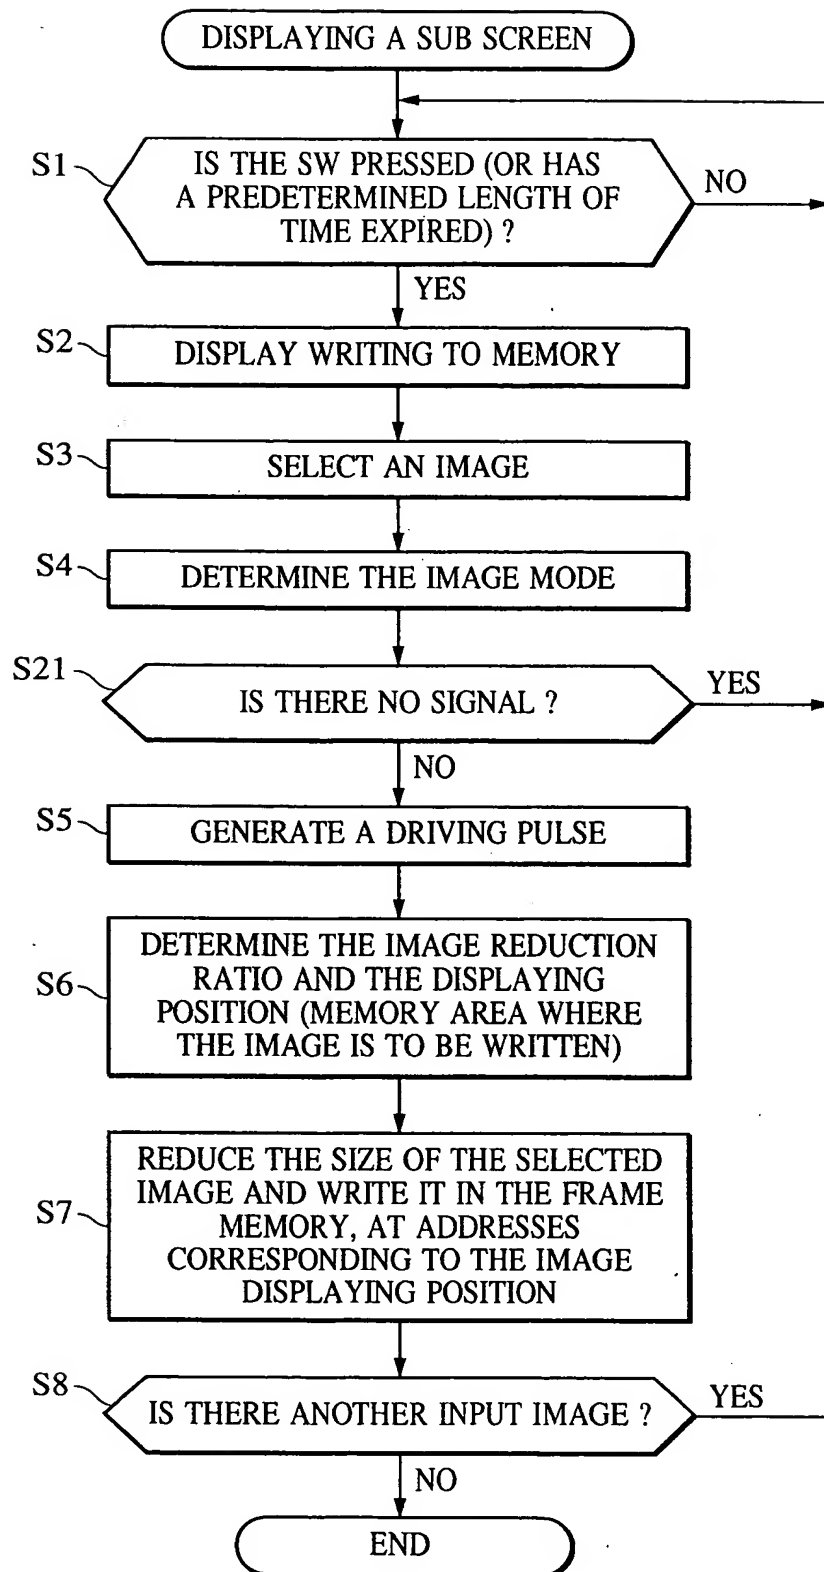 DISPLAYING A SUB SCREEN
S1
IS THE SW PRESSED (OR HAS
A PREDETERMINED LENGTH OF
TIME EXPIRED) ?
NO
YES
S2
DISPLAY WRITING TO MEMORY
S3
SELECT AN IMAGE
S4
DETERMINE THE IMAGE MODE
S21
IS THERE NO SIGNAL ?
YES
NO
S5
GENERATE A DRIVING PULSE
S6
DETERMINE THE IMAGE REDUCTION
RATIO AND THE DISPLAYING
POSITION (MEMORY AREA WHERE
THE IMAGE IS TO BE WRITTEN)
S7
REDUCE THE SIZE OF THE SELECTED
IMAGE AND WRITE IT IN THE FRAME
MEMORY, AT ADDRESSES
CORRESPONDING TO THE IMAGE
DISPLAYING POSITION
S8
IS THERE ANOTHER INPUT IMAGE ?
YES
NO
END